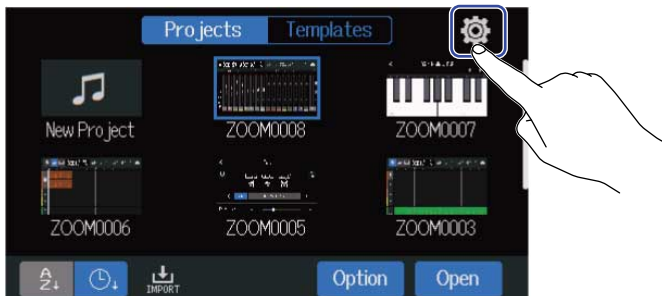 Projects Templates
New Project ZOOM0008 ZOOM0007
ZOOM0006 ZOOM0005 ZOOM0003
A
Z
IMPORT Option Open